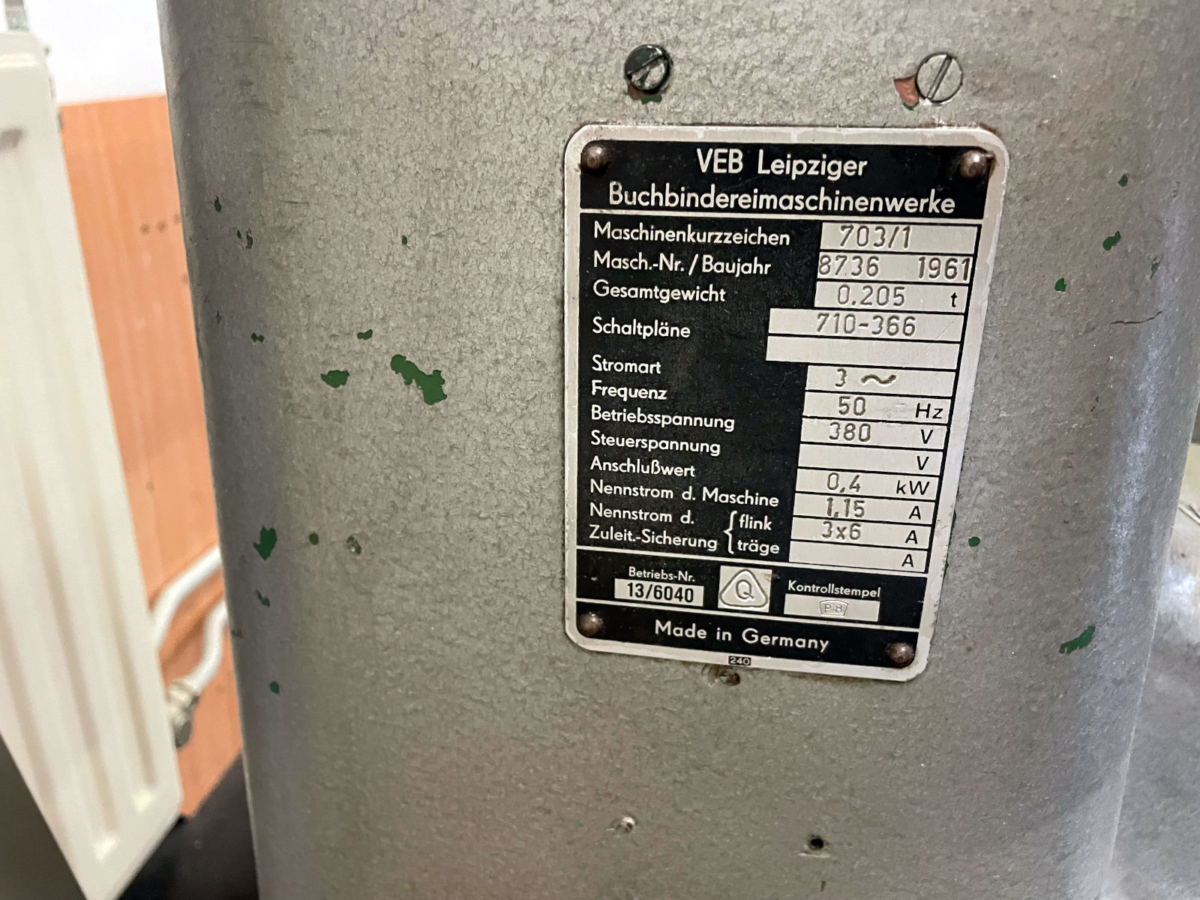 VEB Leipziger
Buchbindereimaschinenwerke
Maschinenkurzzeichen 703/1
Masch.-Nr. / Baujahr 8736 1961
Gesamtgewicht 0,205 t
Schaltpläne 710-366
Stromart 3 ~
Frequenz 50 Hz
Betriebsspannung 380 V
Steuerspannung V
Anschlußwert 0,4 kW
Nennstrom d. Maschine 1,15 A
Nennstrom d. { flink 3x6 A
Zuleit.-Sicherung { träge A
Betriebs-Nr. Q Kontrollstempel
13/6040
Made in Germany
240